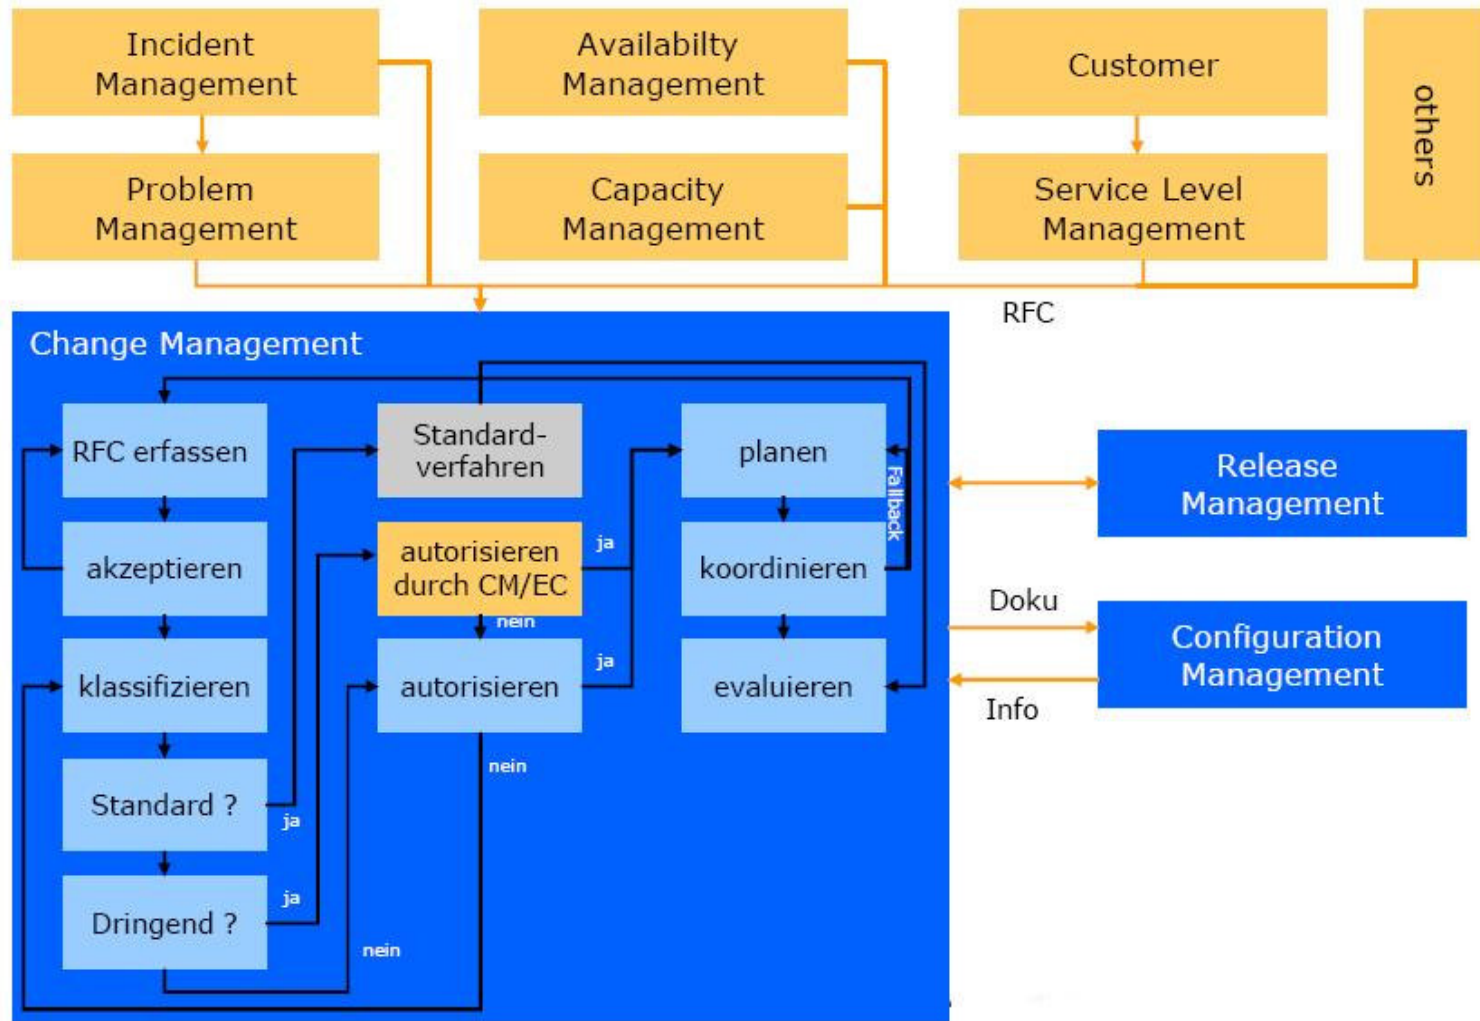 Incident
Management
Availabilty
Management
Customer
others
Problem
Management
Capacity
Management
Service Level
Management
RFC
Change Management
RFC erfassen
Standard-
verfahren
planen
Fallback
akzeptieren
autorisieren
durch CM/EC
ja
koordinieren
nein
klassifizieren
autorisieren
ja
evaluieren
nein
Standard ?
ja
Dringend ?
ja
nein
Release
Management
Doku
Configuration
Management
Info